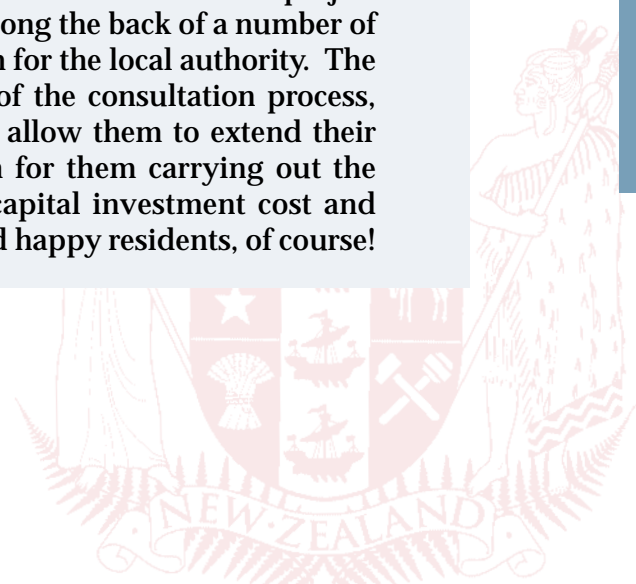 ong the back of a number of
for the local authority. The
of the consultation process,
allow them to extend their
for them carrying out the
capital investment cost and
happy residents, of course!
NEW·ZEALAND